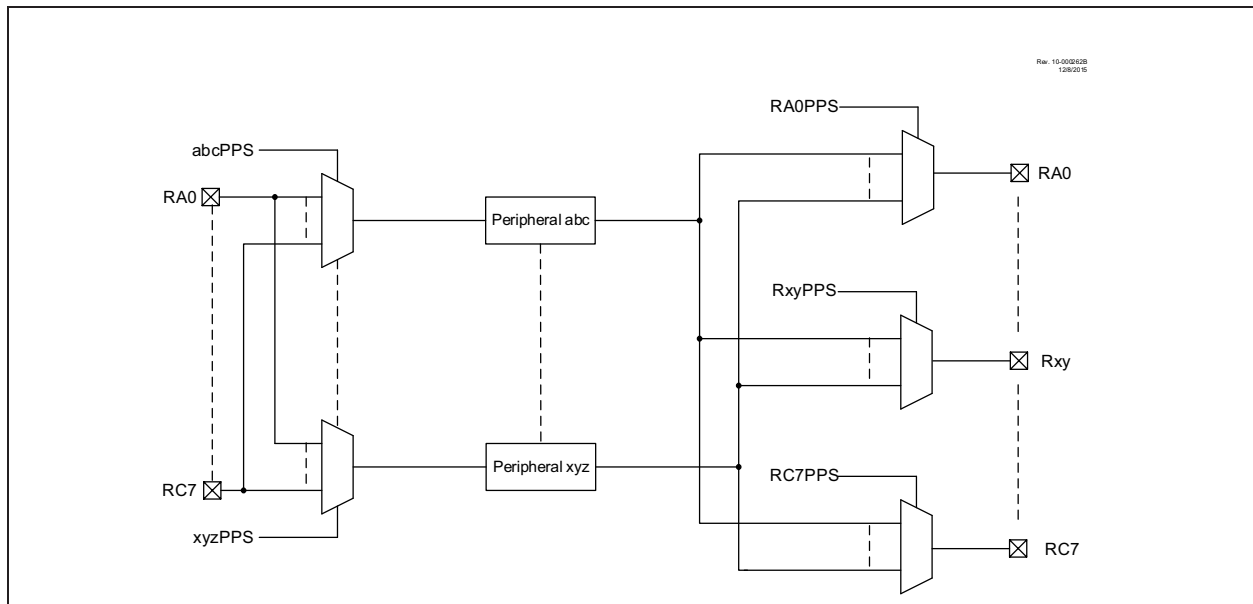 Rev. 10-000262B
12/8/2015
RA0PPS
abcPPS
RA0
RA0
Peripheral abc
RxyPPS
Rxy
Peripheral xyz
RC7PPS
RC7
xyzPPS
RC7